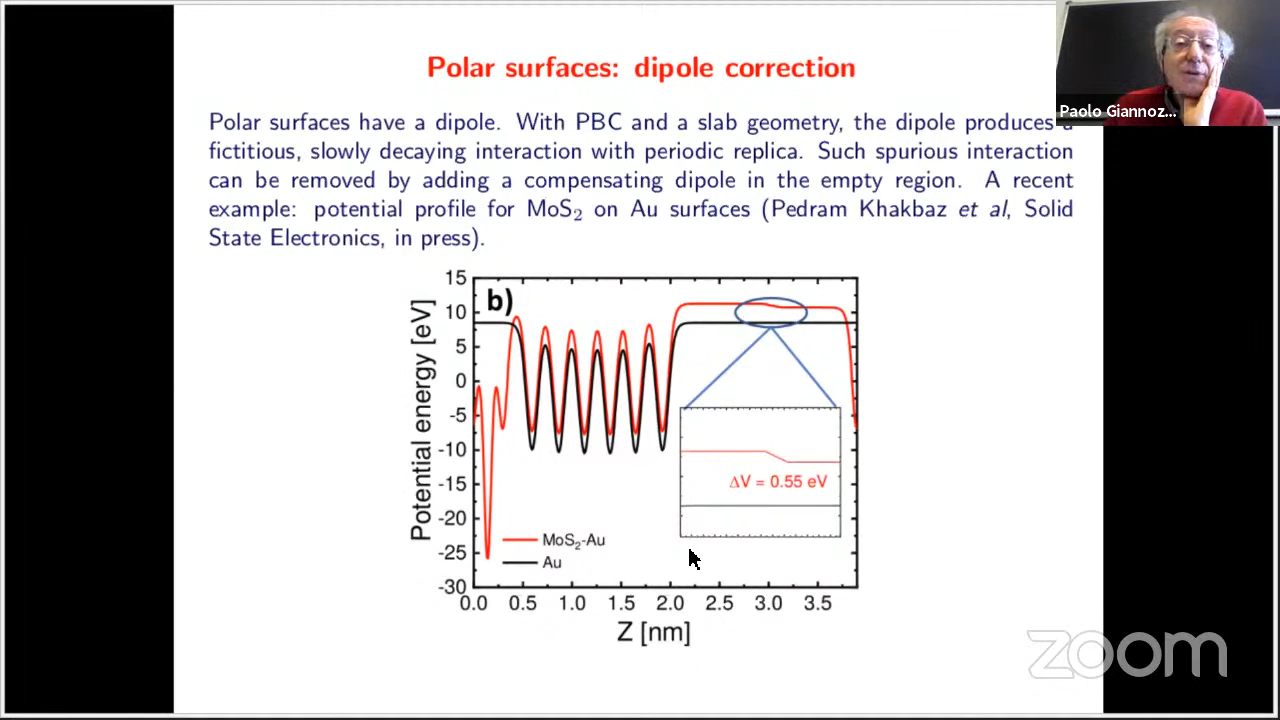 Polar surfaces: dipole correction
Paolo Giannoz...
Polar surfaces have a dipole. With PBC and a slab geometry, the dipole produces a
fictitious, slowly decaying interaction with periodic replica. Such spurious interaction
can be removed by adding a compensating dipole in the empty region. A recent
example: potential profile for MoS₂ on Au surfaces (Pedram Khakbaz et al, Solid
State Electronics, in press).
b)
Potential energy [eV]
15
10
5
0
-5
-10
-15
-20
-25
-30
ΔV = 0.55 eV
MoS₂-Au
Au
0.0 0.5 1.0 1.5 2.0 2.5 3.0 3.5
Z [nm]
zoom